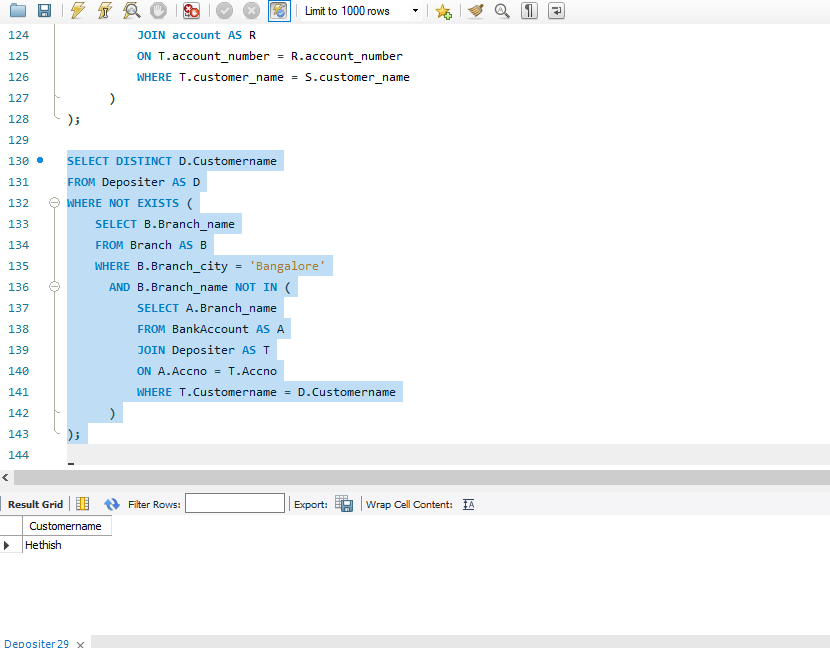 Limit to 1000 rows
124 JOIN account AS R
125 ON T.account_number = R.account_number
126 WHERE T.customer_name = S.customer_name
127 )
128 );
129
130 SELECT DISTINCT D.Customername
131 FROM Depositer AS D
132 WHERE NOT EXISTS (
133 SELECT B.Branch_name
134 FROM Branch AS B
135 WHERE B.Branch_city = 'Bangalore'
136 AND B.Branch_name NOT IN (
137 SELECT A.Branch_name
138 FROM BankAccount AS A
139 JOIN Depositer AS T
140 ON A.Accno = T.Accno
141 WHERE T.Customername = D.Customername
142 )
143 );
144
Result Grid Filter Rows: Export: Wrap Cell Content:
Customername
Hethish
Depositer 29